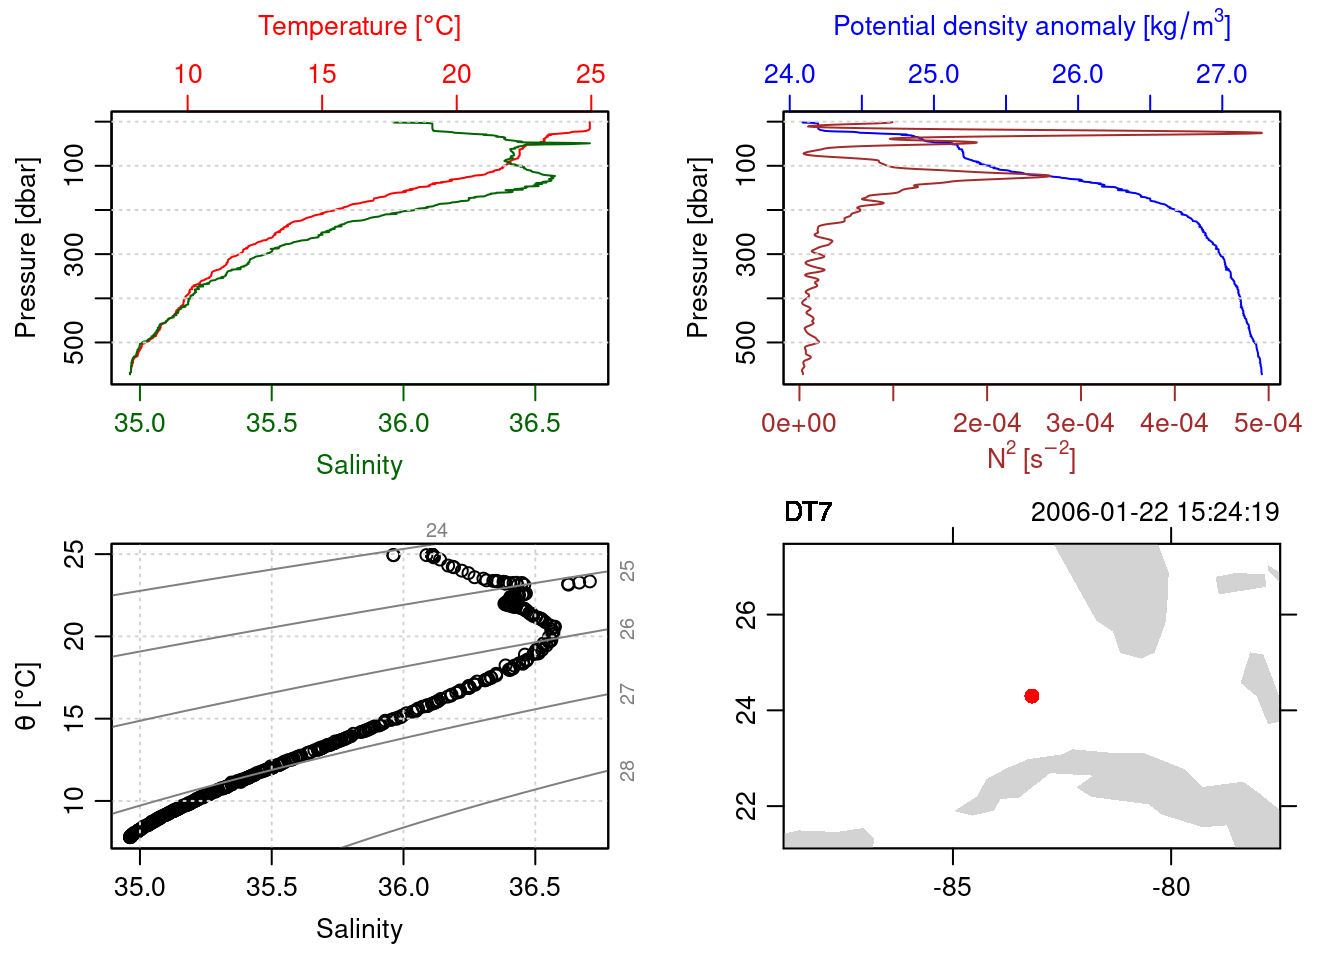 Temperature [°C]
10 15 20 25
Pressure [dbar]
100
300
500
35.0 35.5 36.0 36.5
Salinity
Potential density anomaly [kg/m³]
24.0 25.0 26.0 27.0
Pressure [dbar]
100
300
500
0e+00 2e-04 3e-04 4e-04 5e-04
N² [s⁻²]
24
25
26
27
28
θ [°C]
25
20
15
10
35.0 35.5 36.0 36.5
Salinity
DT7 2006-01-22 15:24:19
26
24
22
-85 -80